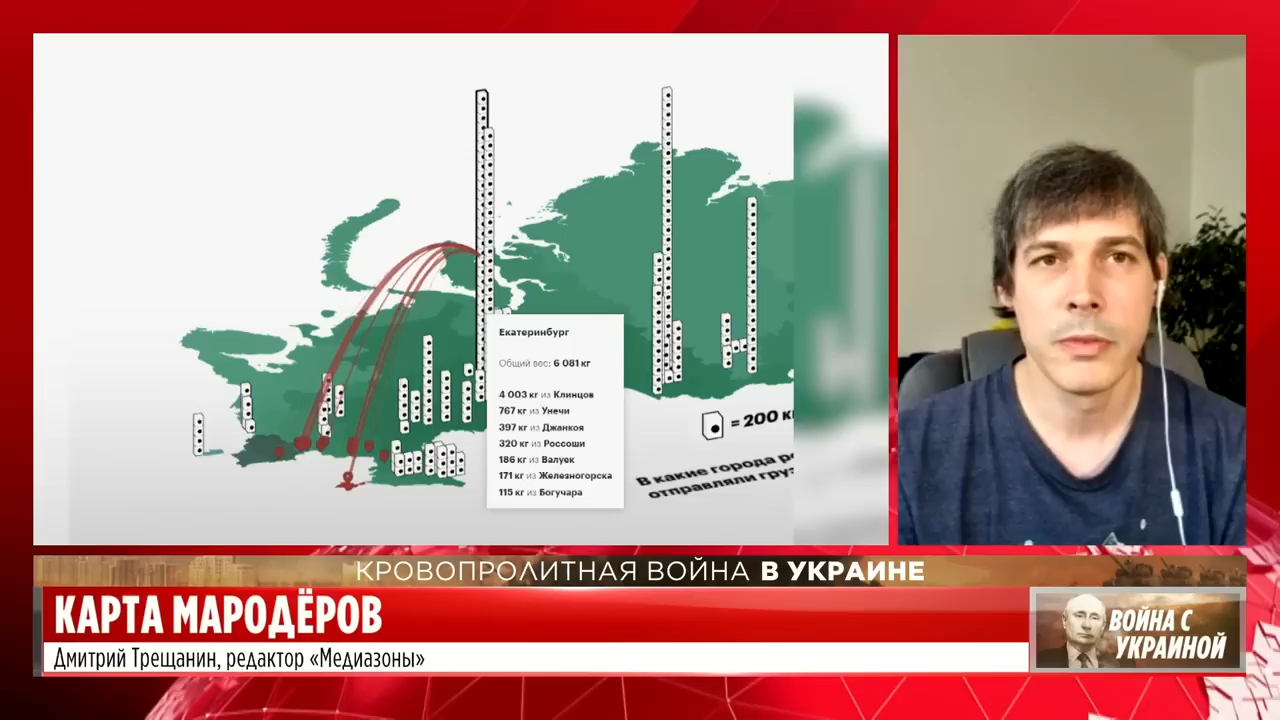 Екатеринбург
Общий вес: 6 081 кг
4 003 кг из Клинцов
767 кг из Унечи
397 кг из Джанкоя
320 кг из Россоши
186 кг из Валуек
171 кг из Железногорска
115 кг из Богучара
= 200 к
В какие города р
отправляли гру
КРОВОПРОЛИТНАЯ ВОЙНА В УКРАИНЕ
КАРТА МАРОДЁРОВ
Дмитрий Трещанин, редактор «Медиазоны»
ВОЙНА С
УКРАИНОЙ